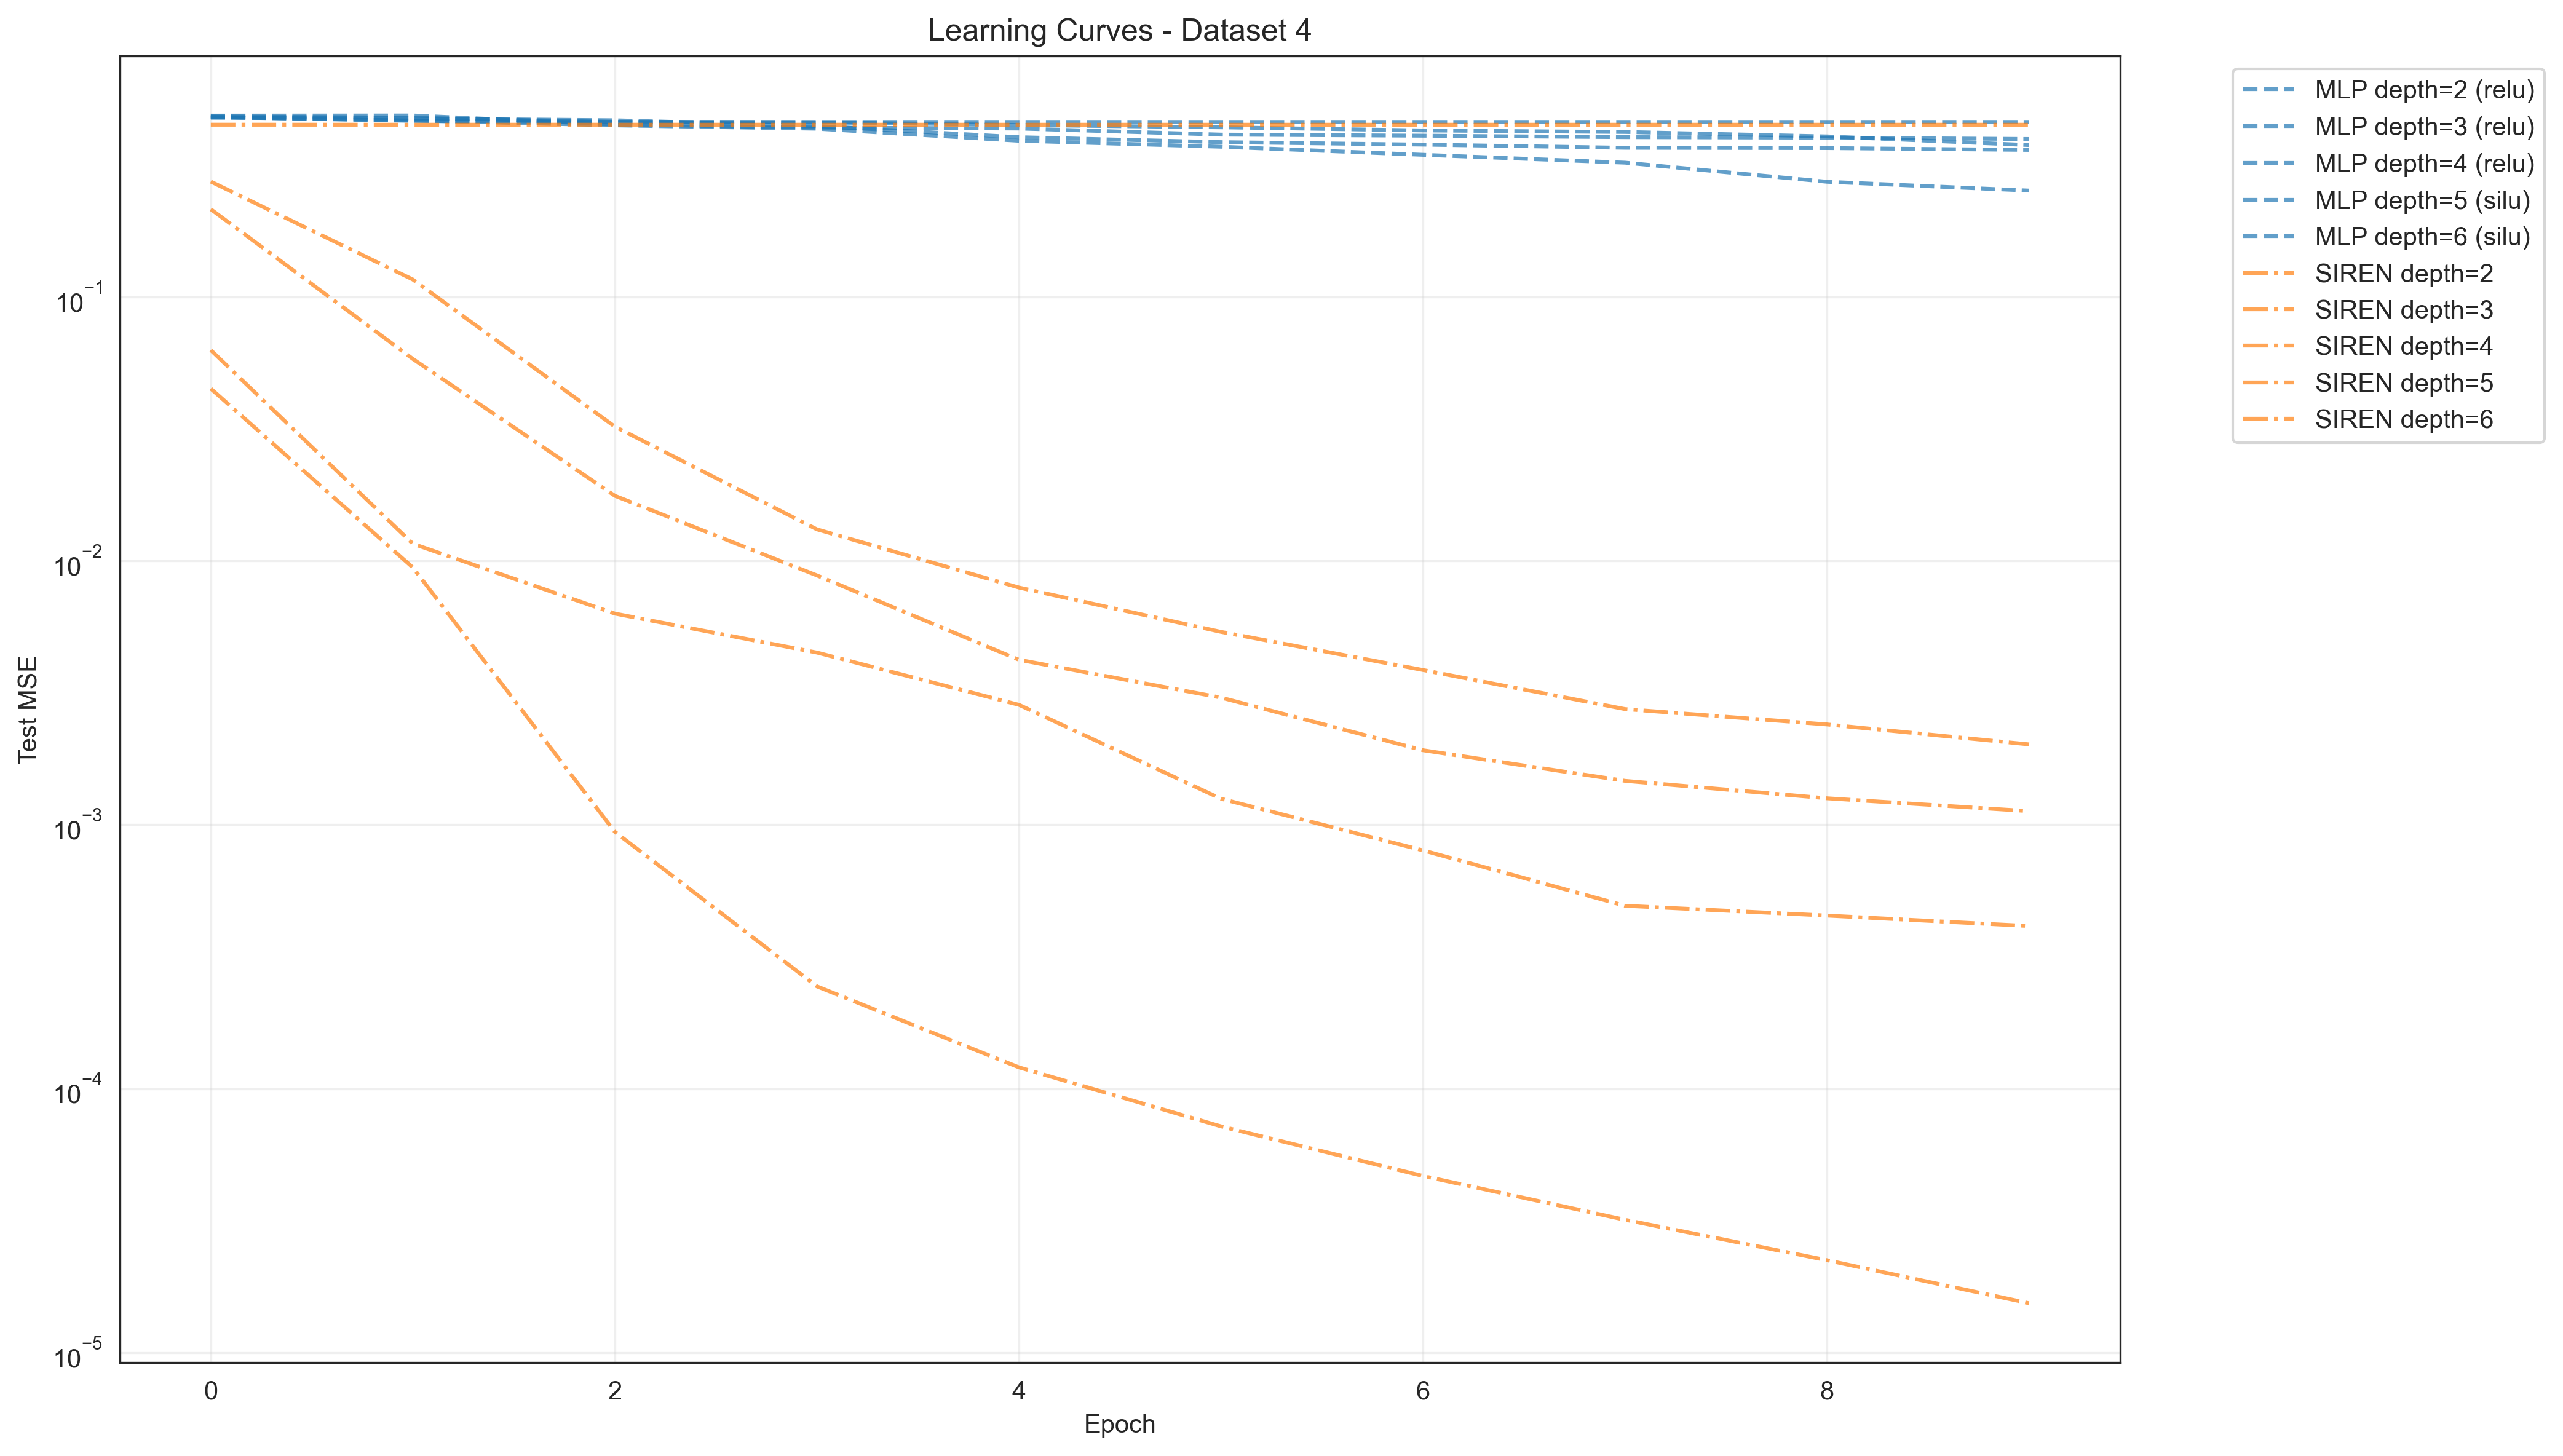 Learning Curves - Dataset 4
MLP depth=2 (relu)
MLP depth=3 (relu)
MLP depth=4 (relu)
MLP depth=5 (silu)
MLP depth=6 (silu)
SIREN depth=2
SIREN depth=3
SIREN depth=4
SIREN depth=5
SIREN depth=6
Test MSE
10⁻¹
10⁻²
10⁻³
10⁻⁴
10⁻⁵
0 2 4 6 8
Epoch